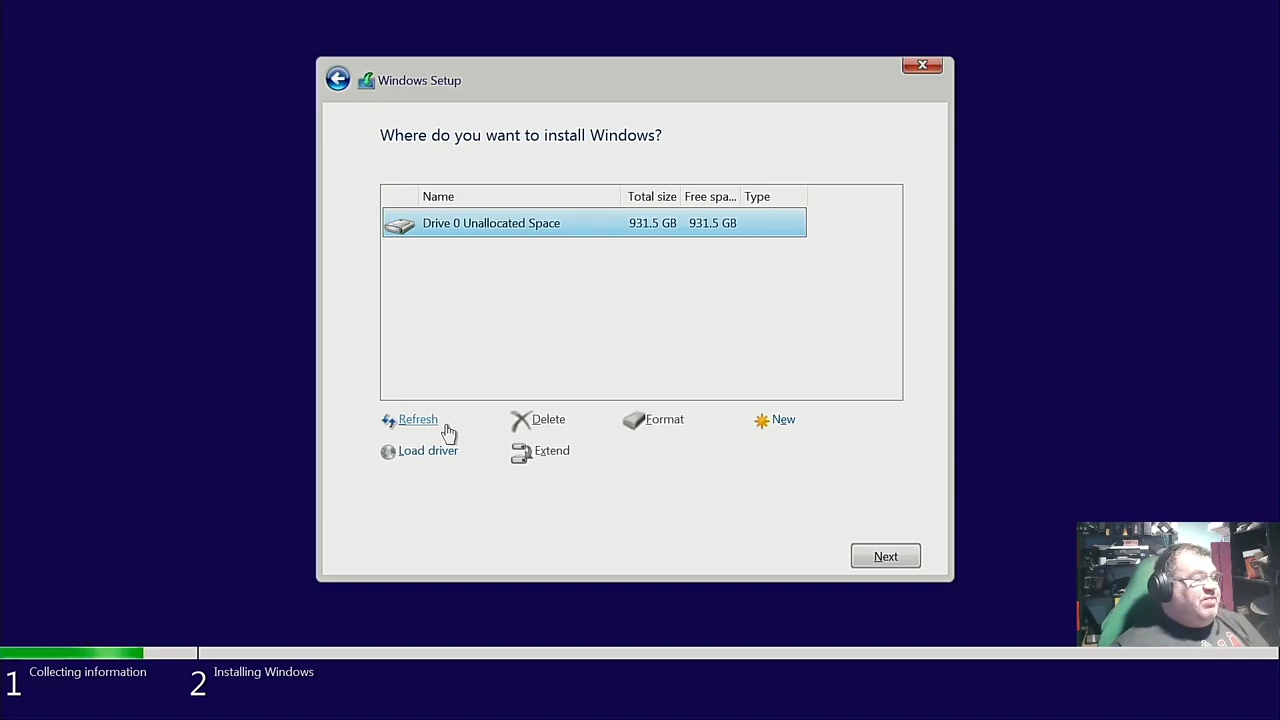 Windows Setup
Where do you want to install Windows?
Name Total size Free spa... Type
Drive 0 Unallocated Space 931.5 GB 931.5 GB
Refresh Delete Format New
Load driver Extend
Next
1 Collecting information 2 Installing Windows